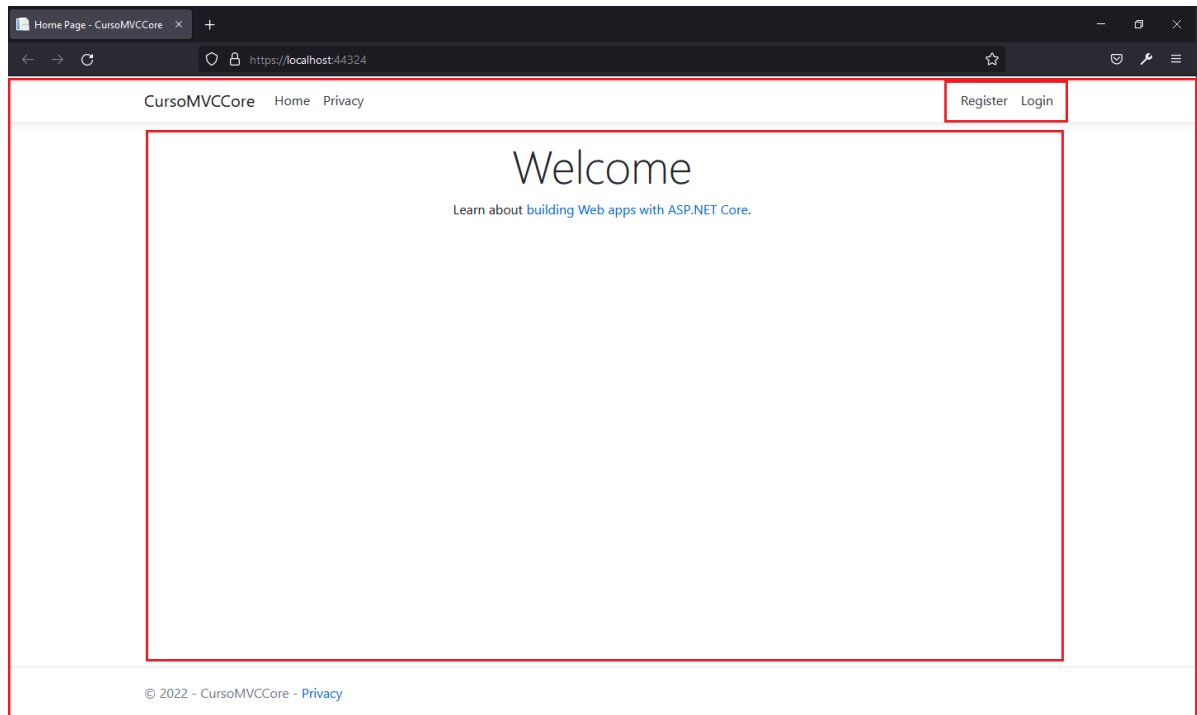 Home Page - CursoMVCCore
https://localhost:44324
CursoMVCCore Home Privacy Register Login
Welcome
Learn about building Web apps with ASP.NET Core.
© 2022 - CursoMVCCore - Privacy